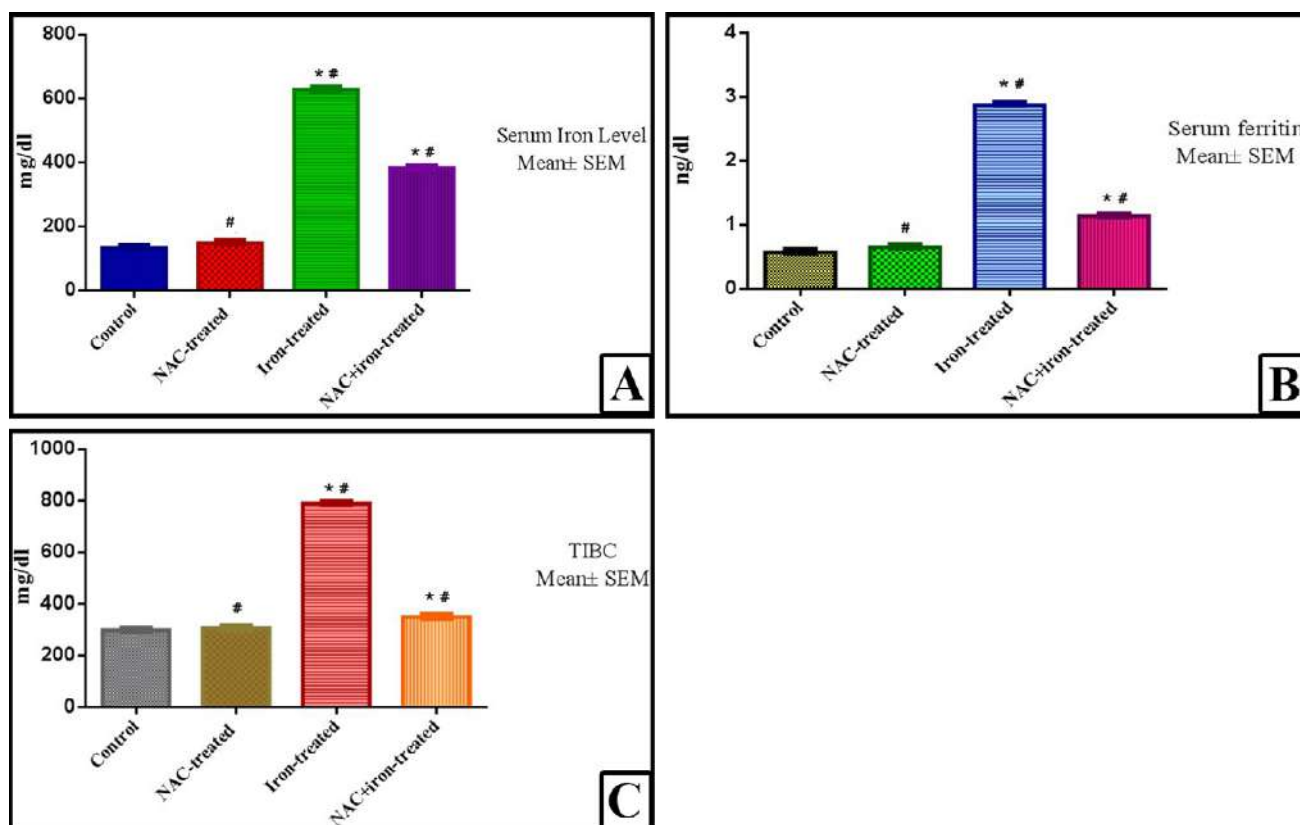 800
600
400
200
0
mg/dl
* #
* #
#
Serum Iron Level
Mean± SEM
Control
NAC-treated
Iron-treated
NAC+iron-treated
A
4
3
2
1
0
ng/dl
* #
* #
#
Serum ferritin
Mean± SEM
Control
NAC-treated
Iron-treated
NAC+iron-treated
B
1000
800
600
400
200
0
mg/dl
* #
* #
#
TIBC
Mean± SEM
Control
NAC-treated
Iron-treated
NAC+iron-treated
C